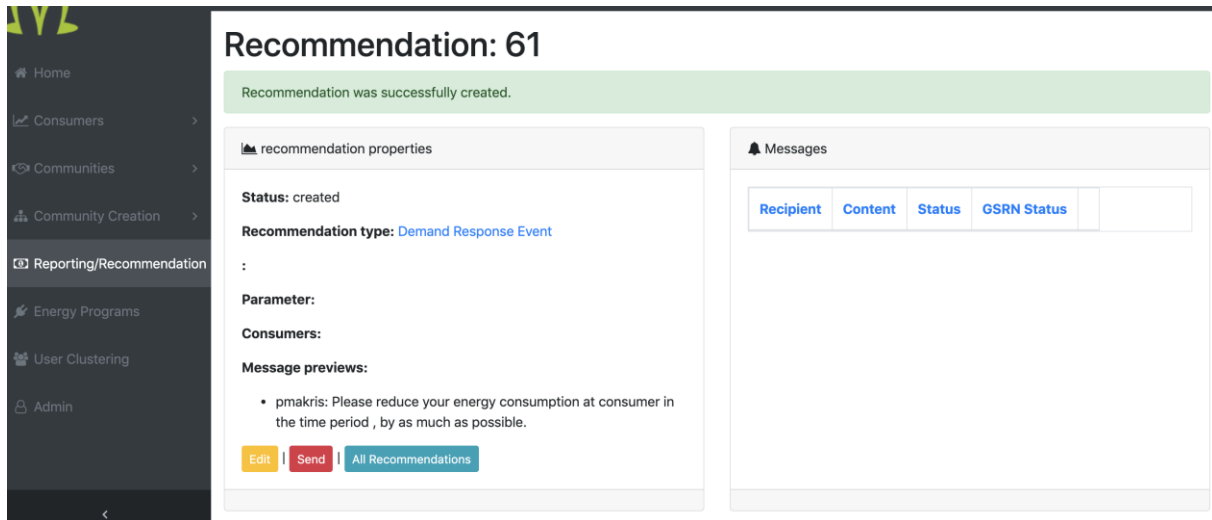 Home
Consumers
Communities
Community Creation
Reporting/Recommendation
Energy Programs
User Clustering
Admin
Recommendation: 61
Recommendation was successfully created.
recommendation properties
Status: created
Recommendation type: Demand Response Event
:
Parameter:
Consumers:
Message previews:
• pmakris: Please reduce your energy consumption at consumer in
the time period , by as much as possible.
Edit | Send | All Recommendations
Messages
Recipient Content Status GSRN Status